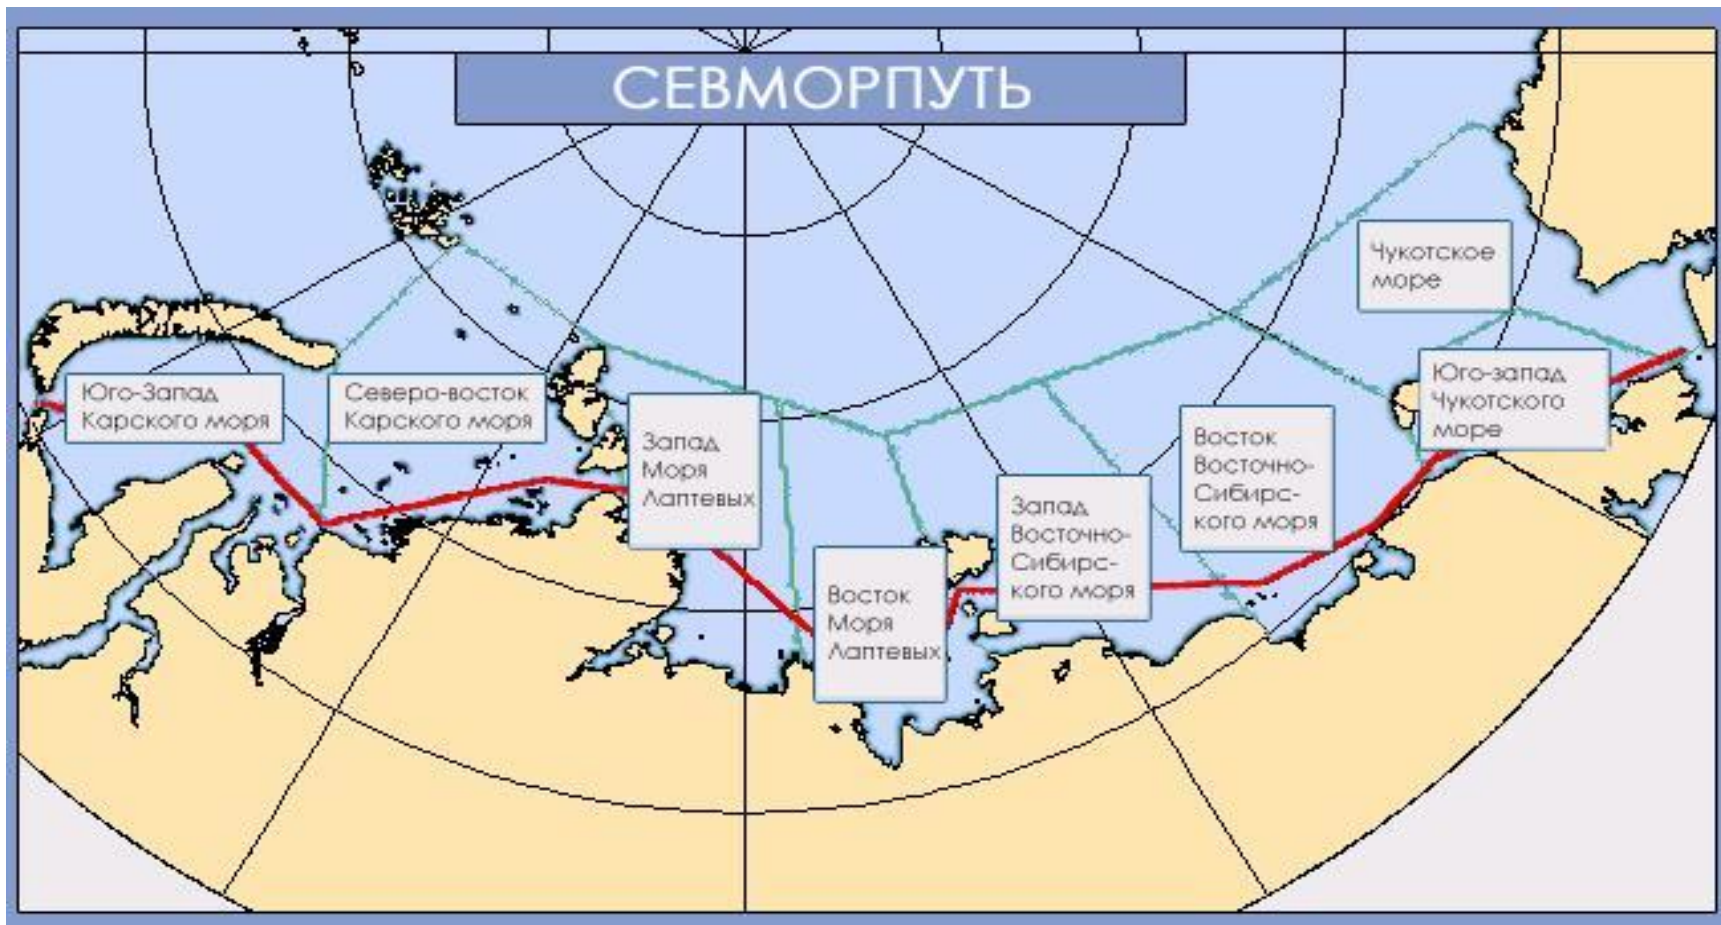 СЕВМОРПУТЬ
Чукотское
море
Юго-Запад
Карского моря
Северо-восток
Карского моря
Запад
Моря
Лаптевых
Восток
Моря
Лаптевых
Запад
Восточно-
Сибирс-
кого моря
Восток
Восточно-
Сибирс-
кого моря
Юго-запад
Чукотского
море